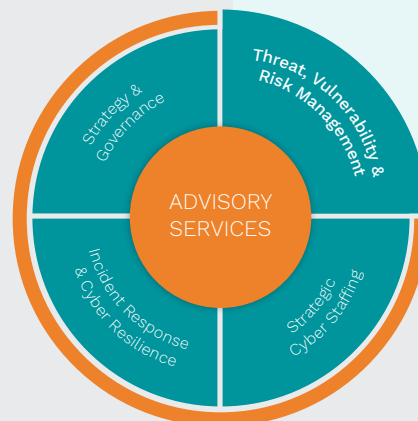 Strategy &
Governance
Threat, Vulnerability &
Risk Management
ADVISORY
SERVICES
Incident Response
& Cyber Resilience
Strategic
Cyber Staffing